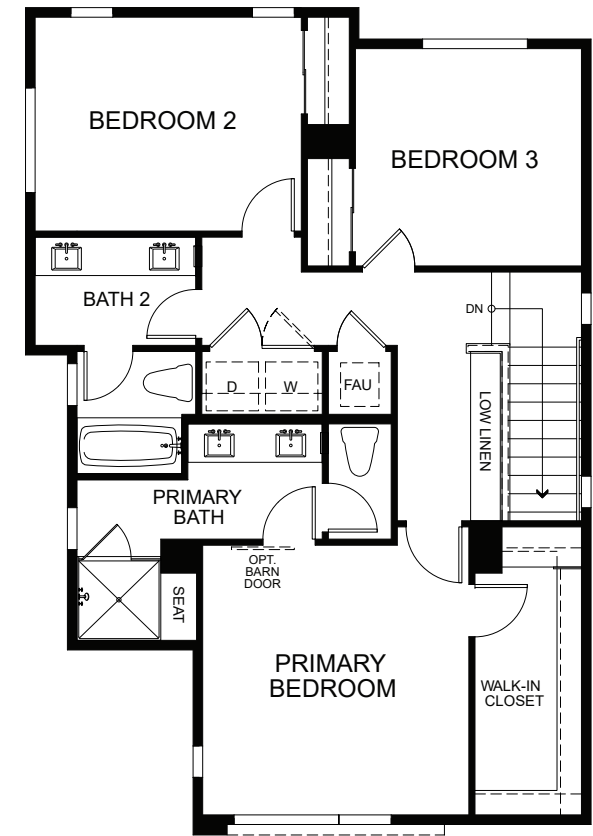 BEDROOM 2
BEDROOM 3
BATH 2
DN
D
W
FAU
LOW LINEN
PRIMARY
BATH
OPT.
BARN
DOOR
SEAT
PRIMARY
BEDROOM
WALK-IN
CLOSET